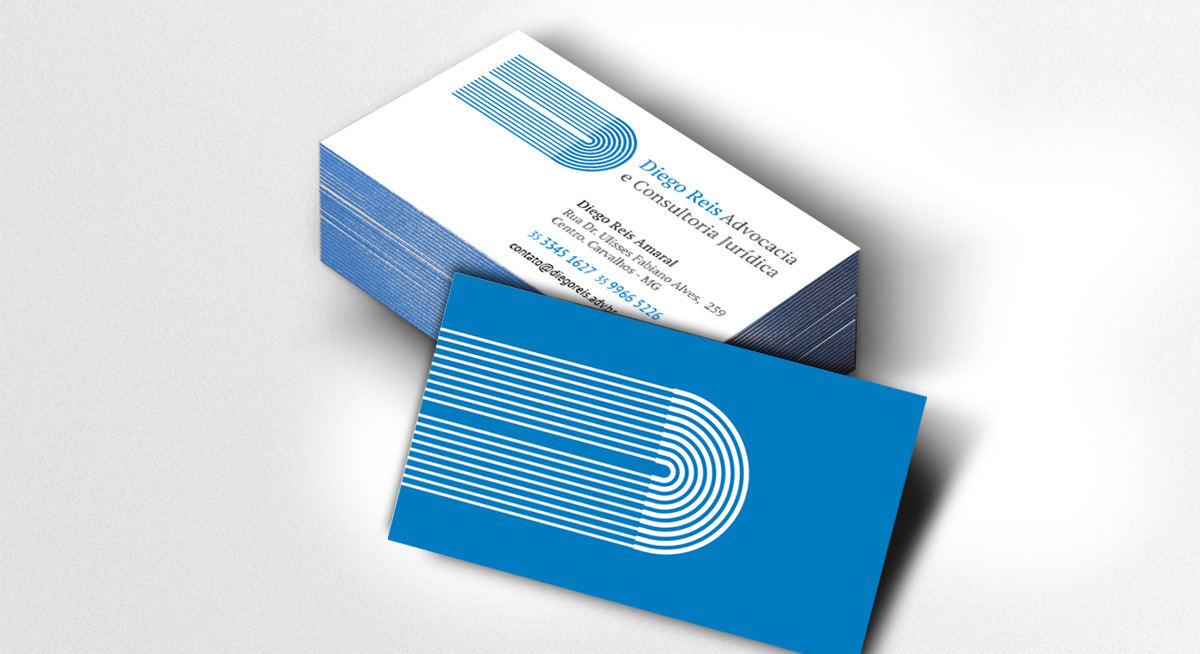 Diego Reis Advocacia
e Consultoria Jurídica
Diego Reis Amaral
Rua Dr. Ulisses Fabiano Alves, 259
Centro. Carvalhos - MG
35 3345 1627 35 9966 5226